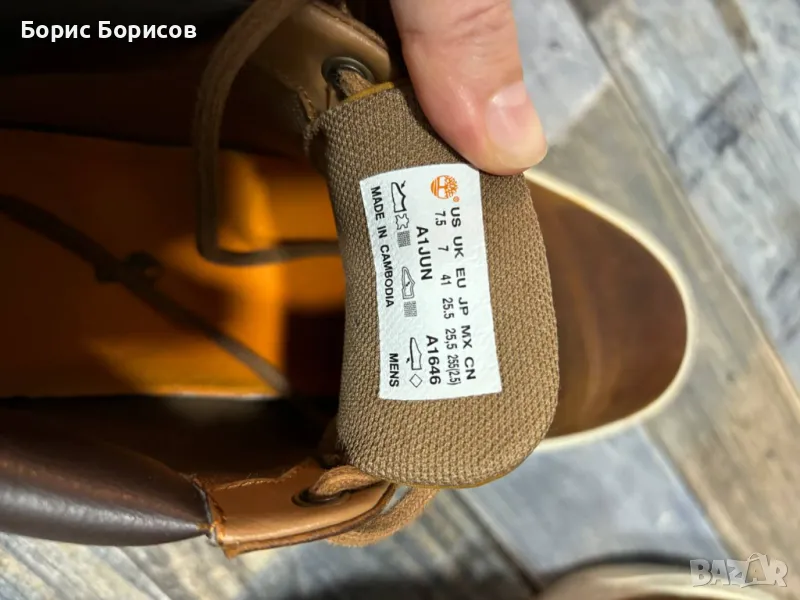 Борис Борисов
US UK EU JP MX CN
7.5 7 41 25.5 25,5 255(2.5)
A1JUN A1646
MADE IN CAMBODIA MENS
BAZAR